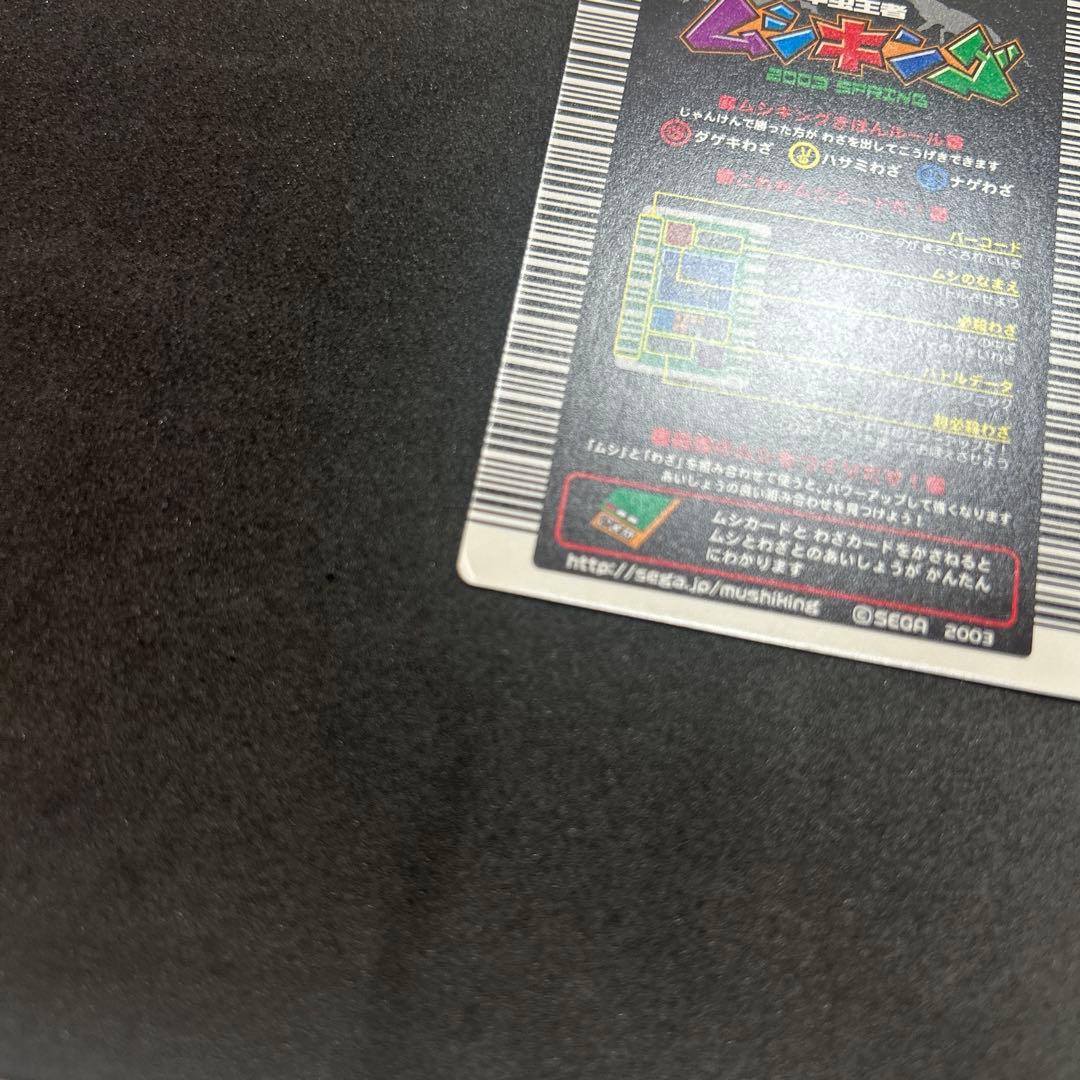 甲虫王者
ムシキング
2003 SPRING
ムシキングきほんルール
じゃんけんで勝った方が わざを出してこうげきできます
ダゲキわざ ハサミわざ ナゲわざ
これがムシカードだ!
バーコード
ムシのなまえ
必殺わざ
バトルデータ
超必殺わざ
「ムシ」と「わざ」を組み合わせて使うと、パワーアップして強くなります
あいしょうの良い組み合わせを見つけよう!
ムシカードと わざカードをかさねると
ムシとわざとのあいしょうが かんたん
にわかります
http://sega.jp/mushiking
©SEGA 2003